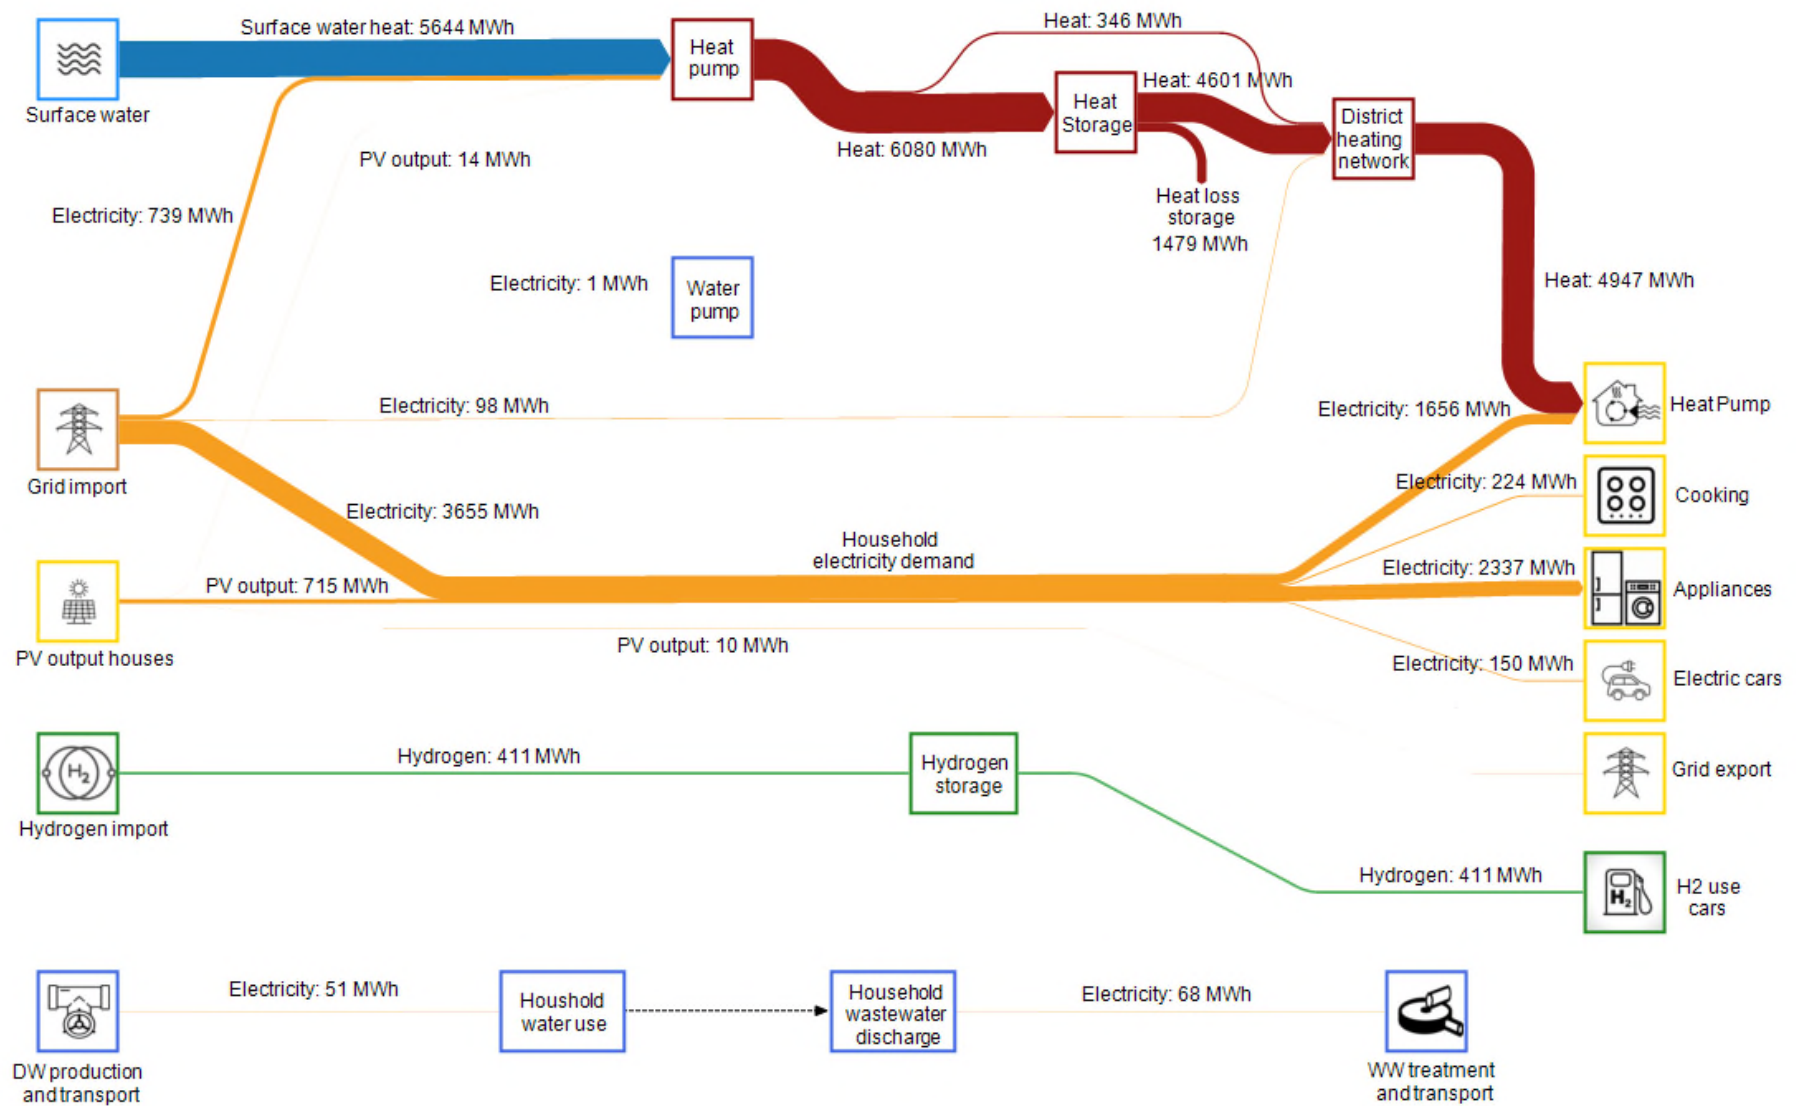 Surface water heat: 5644 MWh
Heat: 346 MWh
Heat
pump
Heat: 4601 MWh
Heat
Storage
District
heating
network
Surface water
PV output: 14 MWh
Heat: 6080 MWh
Heat loss
storage
1479 MWh
Electricity: 739 MWh
Electricity: 1 MWh
Water
pump
Heat: 4947 MWh
Electricity: 98 MWh
Electricity: 1656 MWh
Heat Pump
Grid import
Electricity: 224 MWh
Cooking
Electricity: 3655 MWh
Household
electricity demand
Electricity: 2337 MWh
Appliances
PV output: 715 MWh
PV output houses
PV output: 10 MWh
Electricity: 150 MWh
Electric cars
H2
Hydrogen: 411 MWh
Hydrogen
storage
Grid export
Hydrogen import
Hydrogen: 411 MWh
H2
H2 use
cars
Electricity: 51 MWh
Houshold
water use
Household
wastewater
discharge
Electricity: 68 MWh
DW production
and transport
WW treatment
and transport